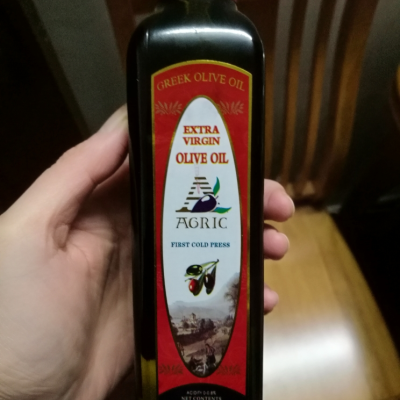 GREEK OLIVE OIL
EXTRA
VIRGIN
OLIVE OIL
AGRIC
FIRST COLD PRESS
NET CONTENTS